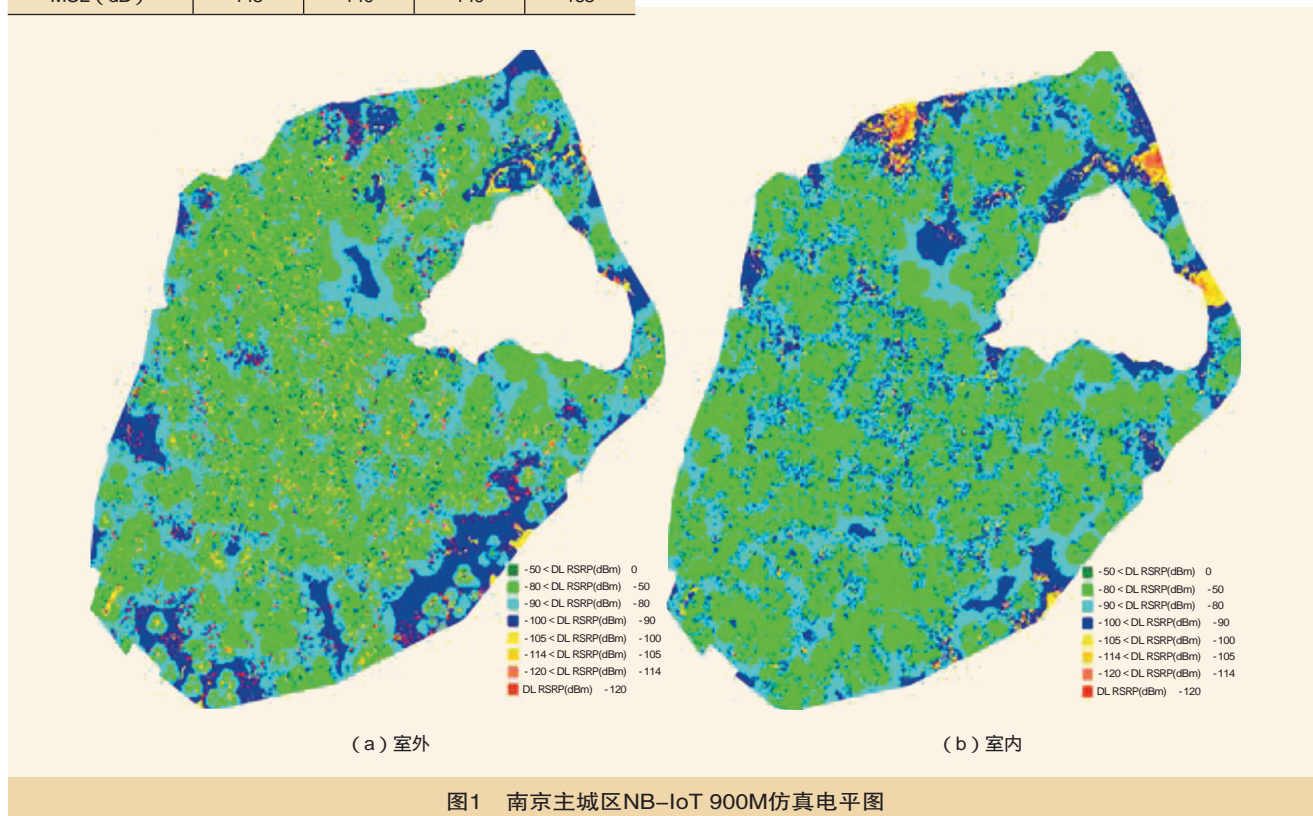 -50 < DL RSRP(dBm) 0
-80 < DL RSRP(dBm) -50
-90 < DL RSRP(dBm) -80
-100 < DL RSRP(dBm) -90
-105 < DL RSRP(dBm) -100
-114 < DL RSRP(dBm) -105
-120 < DL RSRP(dBm) -114
DL RSRP(dBm) -120
(a)室外
-50 < DL RSRP(dBm) 0
-80 < DL RSRP(dBm) -50
-90 < DL RSRP(dBm) -80
-100 < DL RSRP(dBm) -90
-105 < DL RSRP(dBm) -100
-114 < DL RSRP(dBm) -105
-120 < DL RSRP(dBm) -114
DL RSRP(dBm) -120
(b)室内
图1 南京主城区NB-IoT 900M仿真电平图